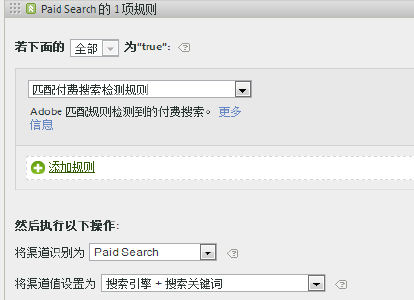 Paid Search 的 1 项规则
若下面的 全部 为“true”:
匹配付费搜索检测规则
Adobe 匹配规则检测到的付费搜索。 更多
信息
添加规则
然后执行以下操作:
将渠道识别为 Paid Search
将渠道值设置为 搜索引擎 + 搜索关键词